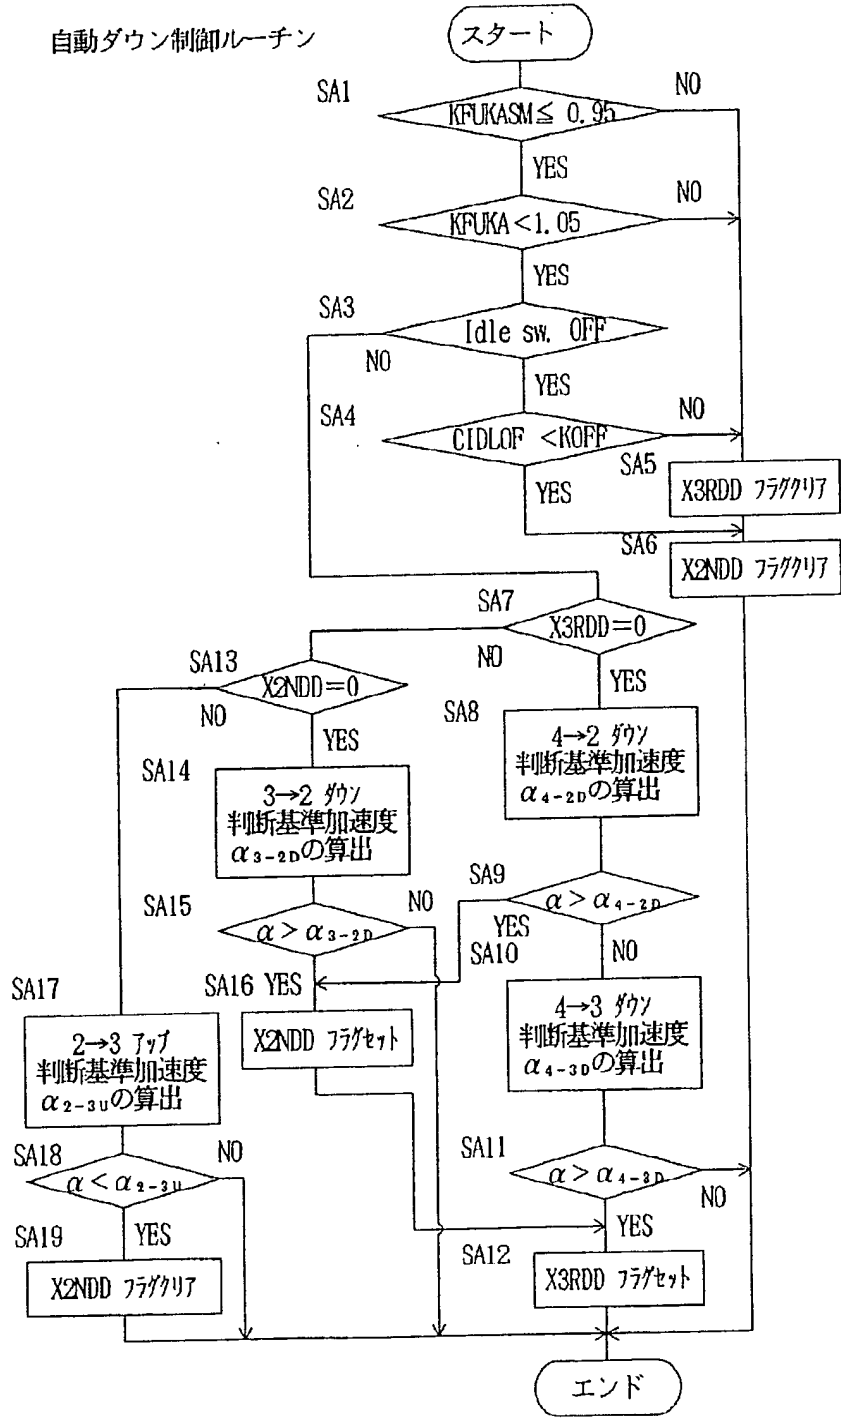 自動ダウン制御ルーチン
スタート
SA1
KFUKASM≦ 0.95
NO
YES
SA2
KFUKA<1.05
NO
YES
SA3
Idle sw. OFF
NO
YES
SA4
CIDLOF <KOFF
NO
YES
SA5
X3RDD フラグクリア
SA6
X2NDD フラグクリア
SA7
X3RDD=0
NO
YES
SA13
X2NDD=0
NO
YES
SA8
4→2 ダウン
判断基準加速度
α4-2Dの算出
SA14
3→2 ダウン
判断基準加速度
α3-2Dの算出
SA9
α>α4-2D
YES
NO
SA15
α>α3-2D
NO
YES
SA10
4→3 ダウン
判断基準加速度
α4-3Dの算出
SA16
X2NDD フラグセット
SA17
2→3 アップ
判断基準加速度
α2-3Uの算出
SA11
α>α4-3D
NO
YES
SA18
α<α2-3U
NO
YES
SA12
X3RDD フラグセット
SA19
X2NDD フラグクリア
エンド